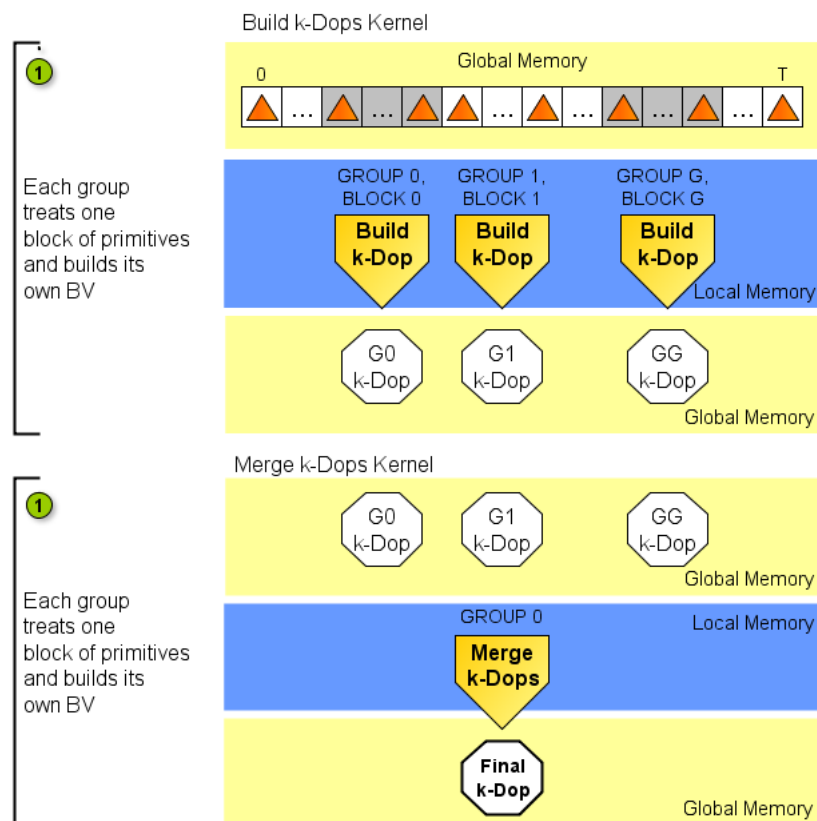 Build k-Dops Kernel
1
Global Memory
0
T
... ... ... ... ... ...
Each group
treats one
block of primitives
and builds its
own BV
GROUP 0,
BLOCK 0
GROUP 1,
BLOCK 1
GROUP G,
BLOCK G
Build
k-Dop
Build
k-Dop
Build
k-Dop
Local Memory
G0
k-Dop
G1
k-Dop
GG
k-Dop
Global Memory
Merge k-Dops Kernel
1
G0
k-Dop
G1
k-Dop
GG
k-Dop
Global Memory
Each group
treats one
block of primitives
and builds its
own BV
GROUP 0
Local Memory
Merge
k-Dops
Final
k-Dop
Global Memory